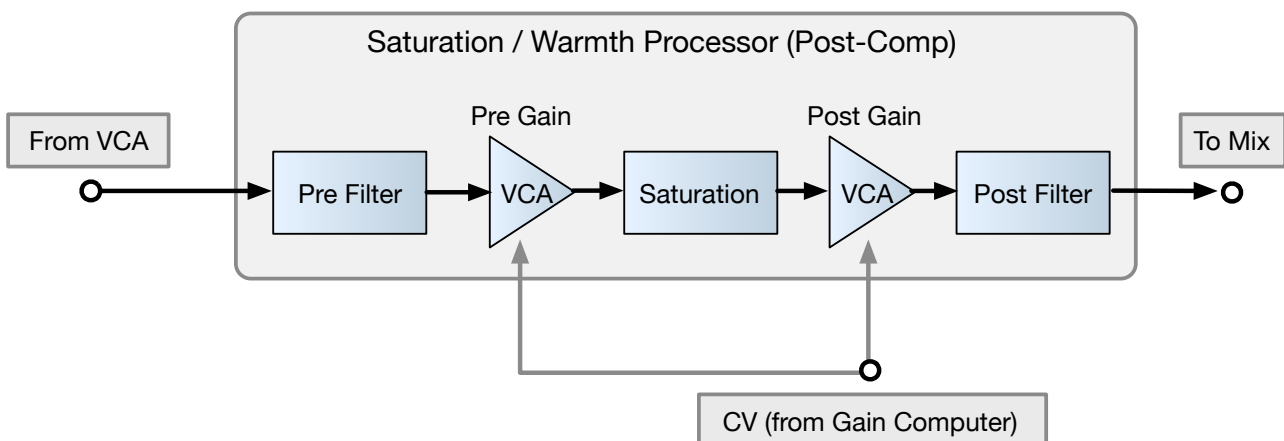 Saturation / Warmth Processor (Post-Comp)
Pre Gain
Post Gain
From VCA
To Mix
Pre Filter
VCA
Saturation
VCA
Post Filter
CV (from Gain Computer)